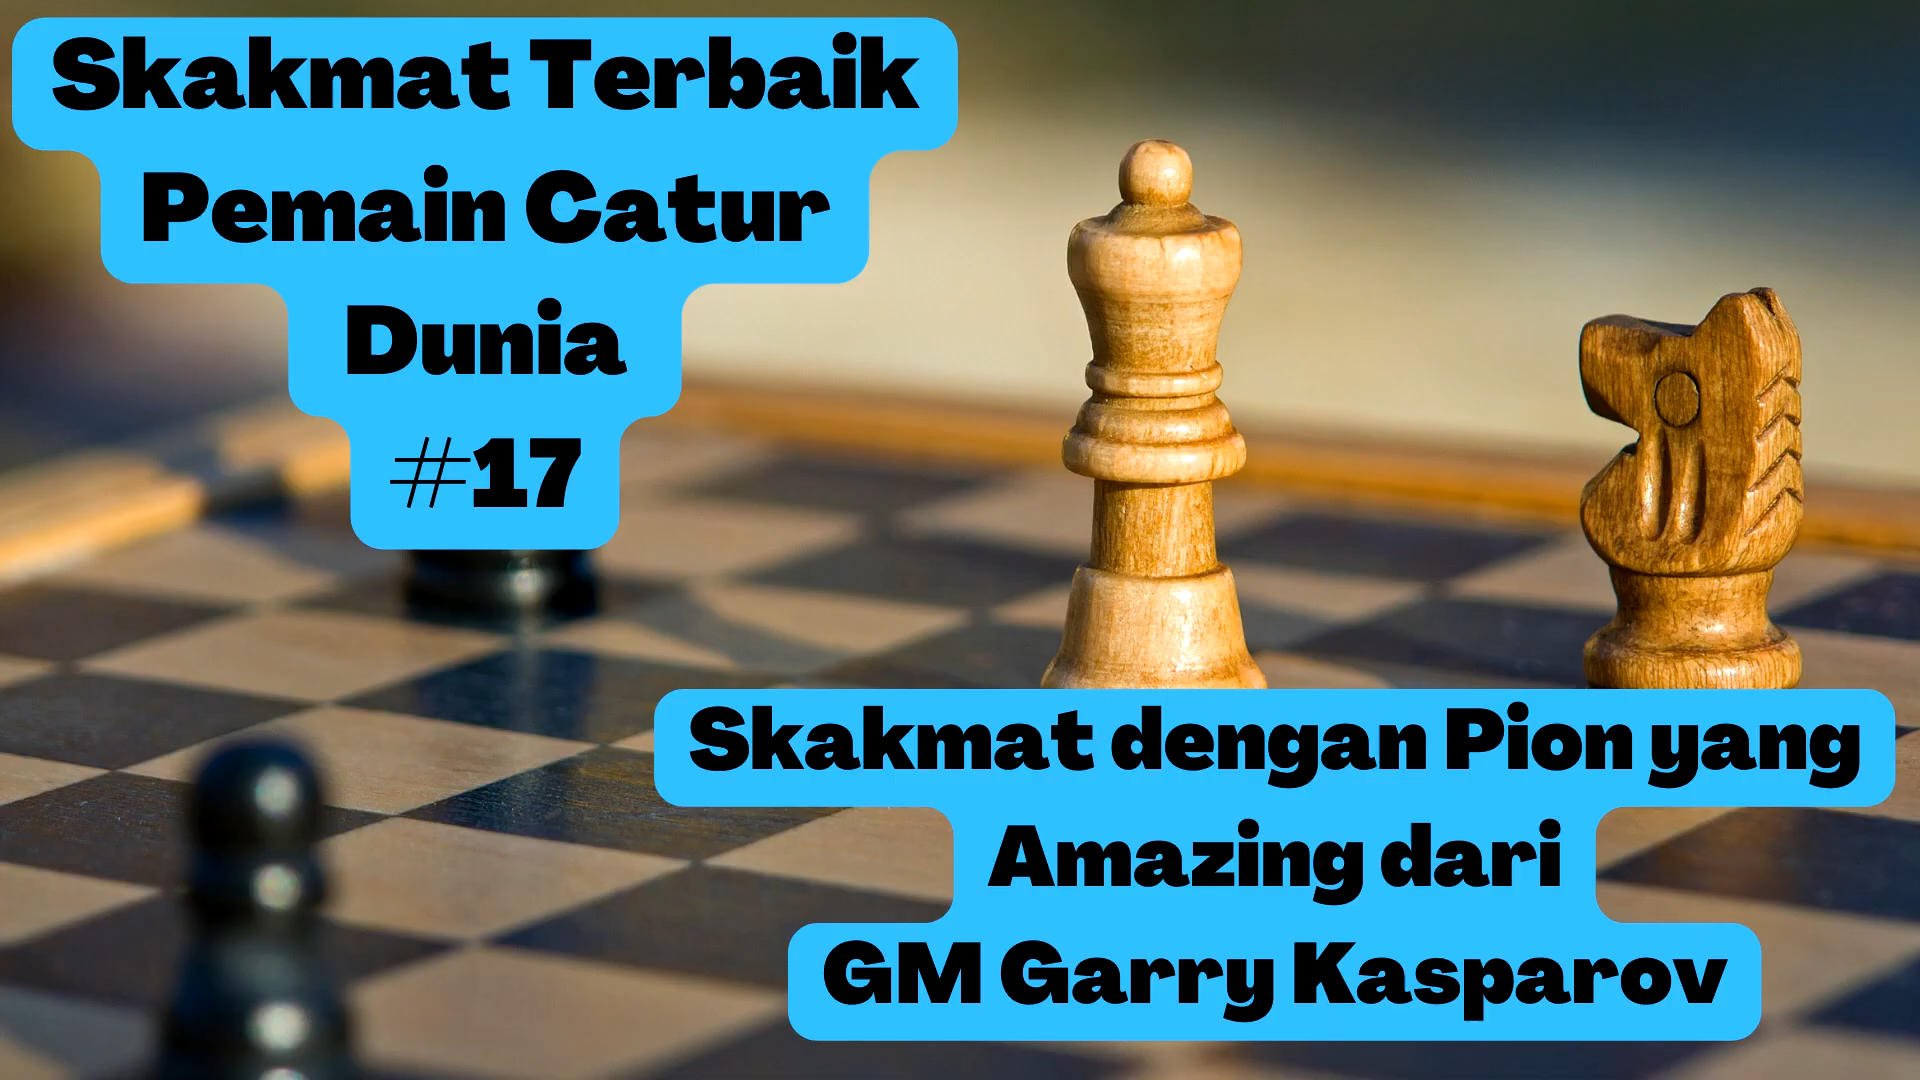 Skakmat Terbaik
Pemain Catur
Dunia
#17
Skakmat dengan Pion yang
Amazing dari
GM Garry Kasparov